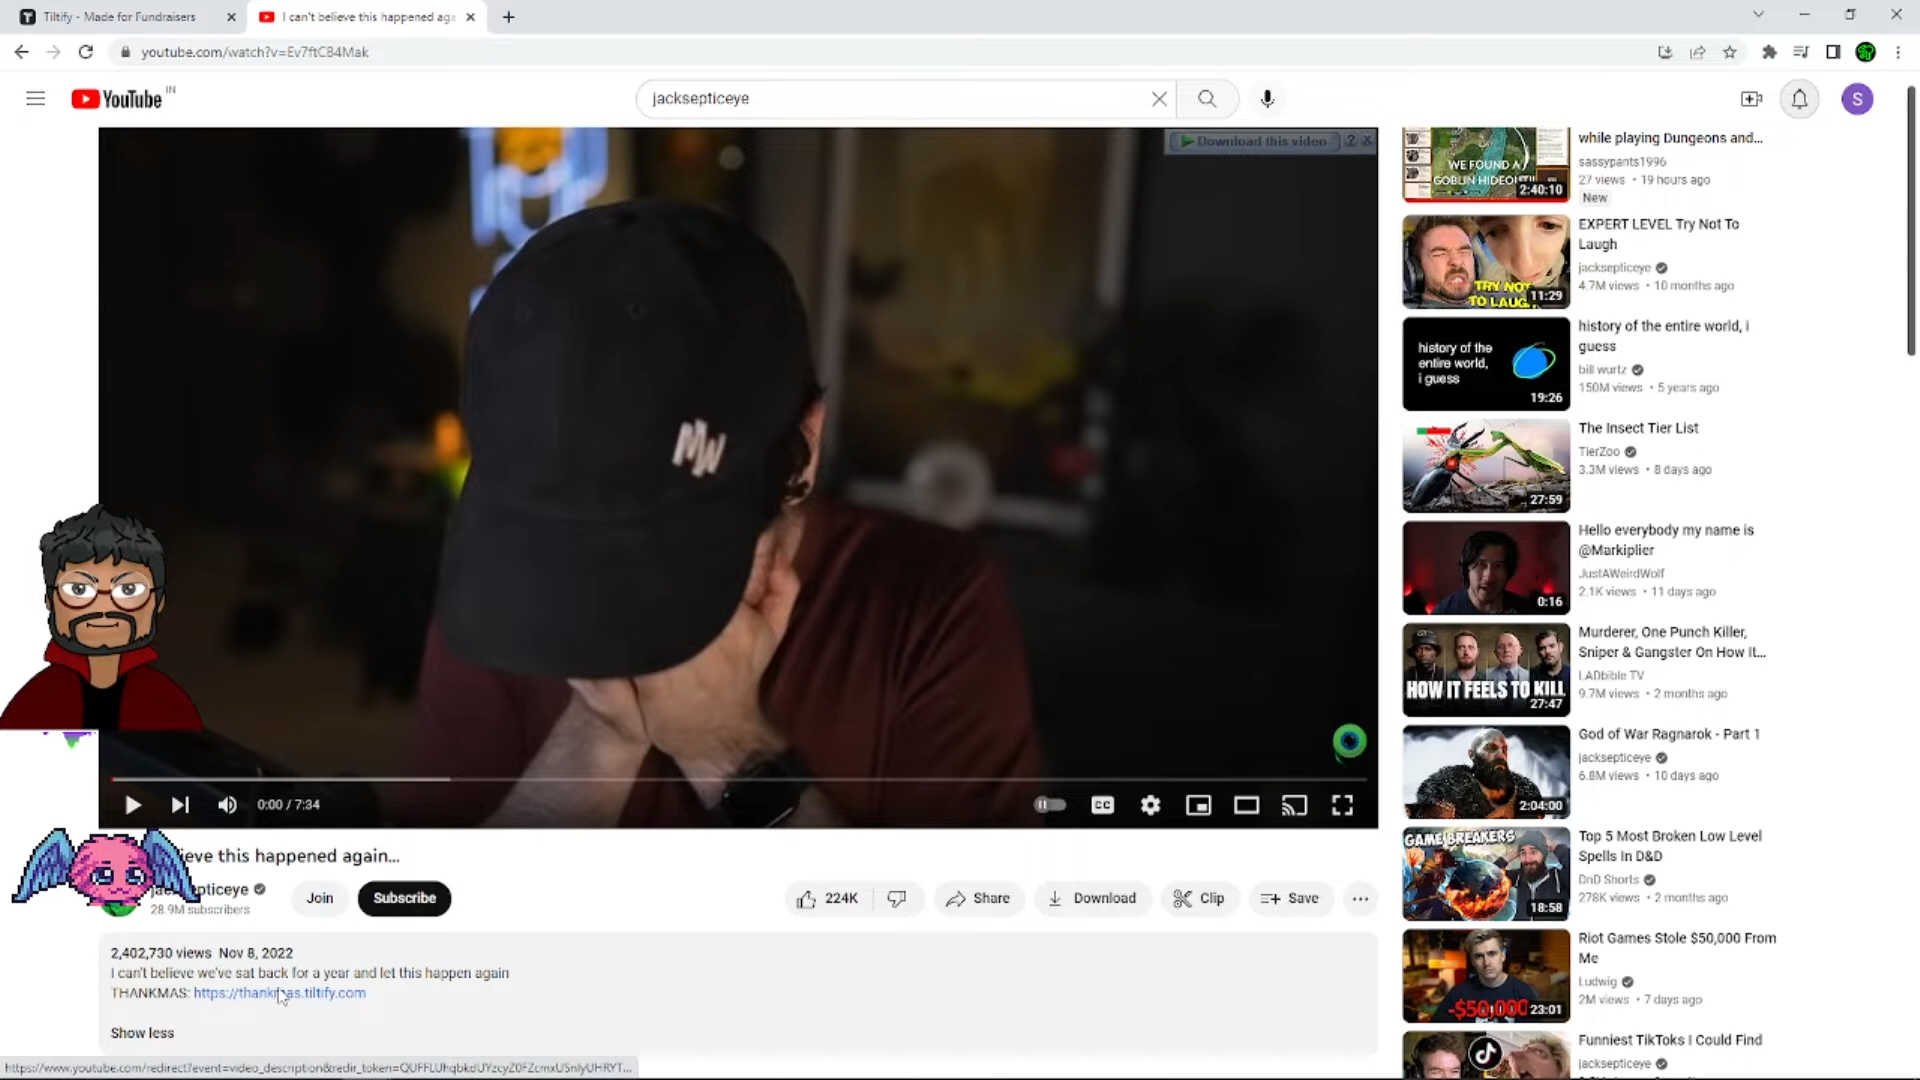 Tiltify - Made for Fundraisers
I can't believe this happened aga
youtube.com/watch?v=Ev7ftC84Mak
YouTube IN
jacksepticeye
S
Download this video
MW
0:00 / 7:34
CC
eve this happened again...
28.9M subscribers
Join
Subscribe
224K
Share
Download
Clip
Save
2,402,730 views Nov 8, 2022
I can't believe we've sat back for a year and let this happen again
THANKMAS: https://thankmas.tiltify.com
Show less
WE FOUND A
GOBLIN HIDEOUT!!
2:40:10
while playing Dungeons and...
sassypants1996
27 views • 19 hours ago
New
TRY NOT
TO LAUGH
11:29
EXPERT LEVEL Try Not To
Laugh
jacksepticeye
4.7M views • 10 months ago
history of the
entire world,
i guess
19:26
history of the entire world, i
guess
bill wurtz
150M views • 5 years ago
27:59
The Insect Tier List
TierZoo
3.3M views • 8 days ago
0:16
Hello everybody my name is
@Markiplier
JustAWeirdWolf
2.1K views • 11 days ago
HOW IT FEELS TO KILL
27:47
Murderer, One Punch Killer,
Sniper & Gangster On How It...
LADbible TV
9.7M views • 2 months ago
2:04:00
God of War Ragnarok - Part 1
jacksepticeye
6.8M views • 10 days ago
GAME BREAKERS
18:58
Top 5 Most Broken Low Level
Spells In D&D
DnD Shorts
278K views • 2 months ago
-$50,000
23:01
Riot Games Stole $50,000 From
Me
Ludwig
2M views • 7 days ago
Funniest TikToks I Could Find
jacksepticeye